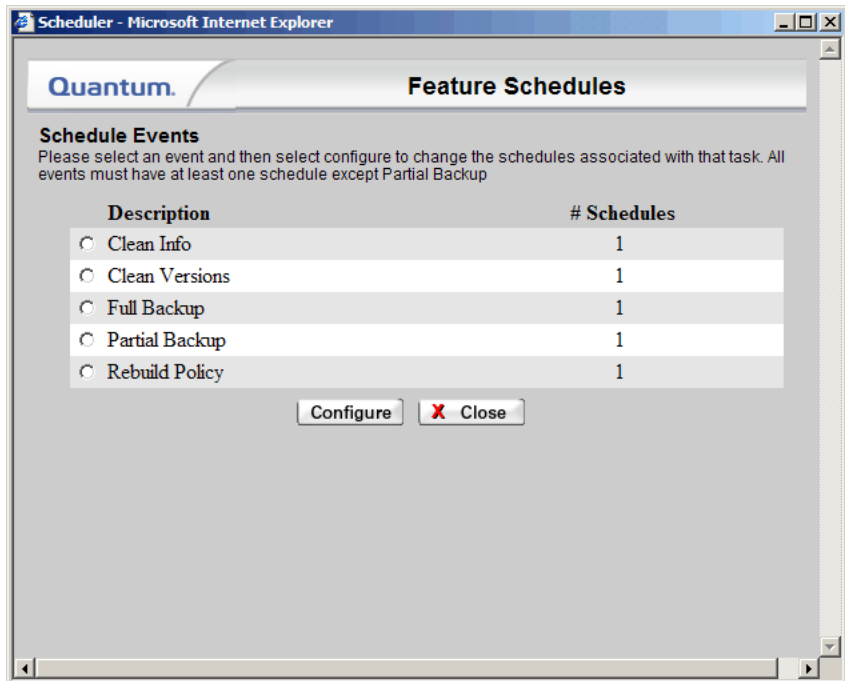 Scheduler - Microsoft Internet Explorer
Quantum.
Feature Schedules
Schedule Events
Please select an event and then select configure to change the schedules associated with that task. All
events must have at least one schedule except Partial Backup
Description # Schedules
Clean Info 1
Clean Versions 1
Full Backup 1
Partial Backup 1
Rebuild Policy 1
Configure X Close